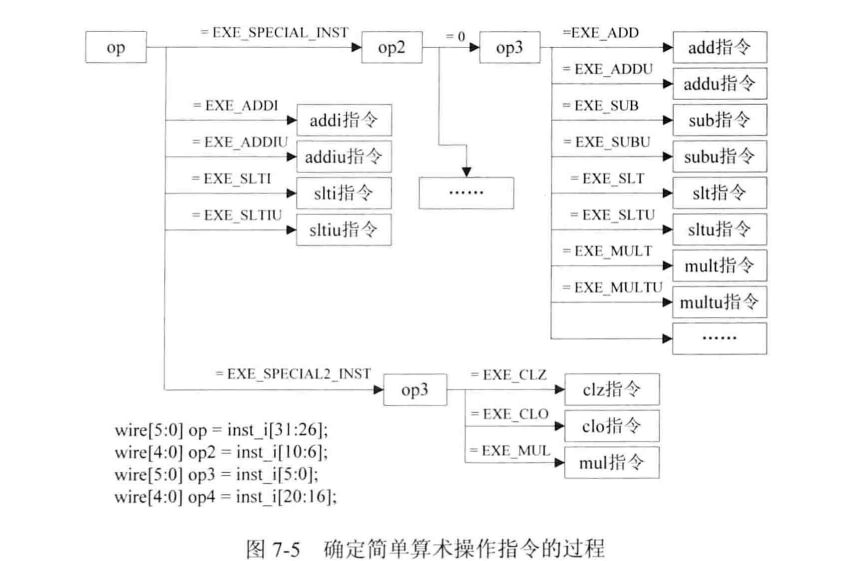 = EXE_SPECIAL_INST
= 0
=EXE_ADD
op
op2
op3
add指令
= EXE_ADDU
addu指令
= EXE_ADDI
addi指令
= EXE_SUB
sub指令
= EXE_ADDIU
addiu指令
= EXE_SUBU
subu指令
= EXE_SLTI
slti指令
……
= EXE_SLT
slt指令
= EXE_SLTIU
sltiu指令
= EXE_SLTU
sltu指令
= EXE_MULT
mult指令
= EXE_MULTU
multu指令
……
= EXE_SPECIAL2_INST
op3
= EXE_CLZ
clz指令
= EXE_CLO
clo指令
= EXE_MUL
mul指令
wire[5:0] op = inst_i[31:26];
wire[4:0] op2 = inst_i[10:6];
wire[5:0] op3 = inst_i[5:0];
wire[4:0] op4 = inst_i[20:16];
图 7-5 确定简单算术操作指令的过程